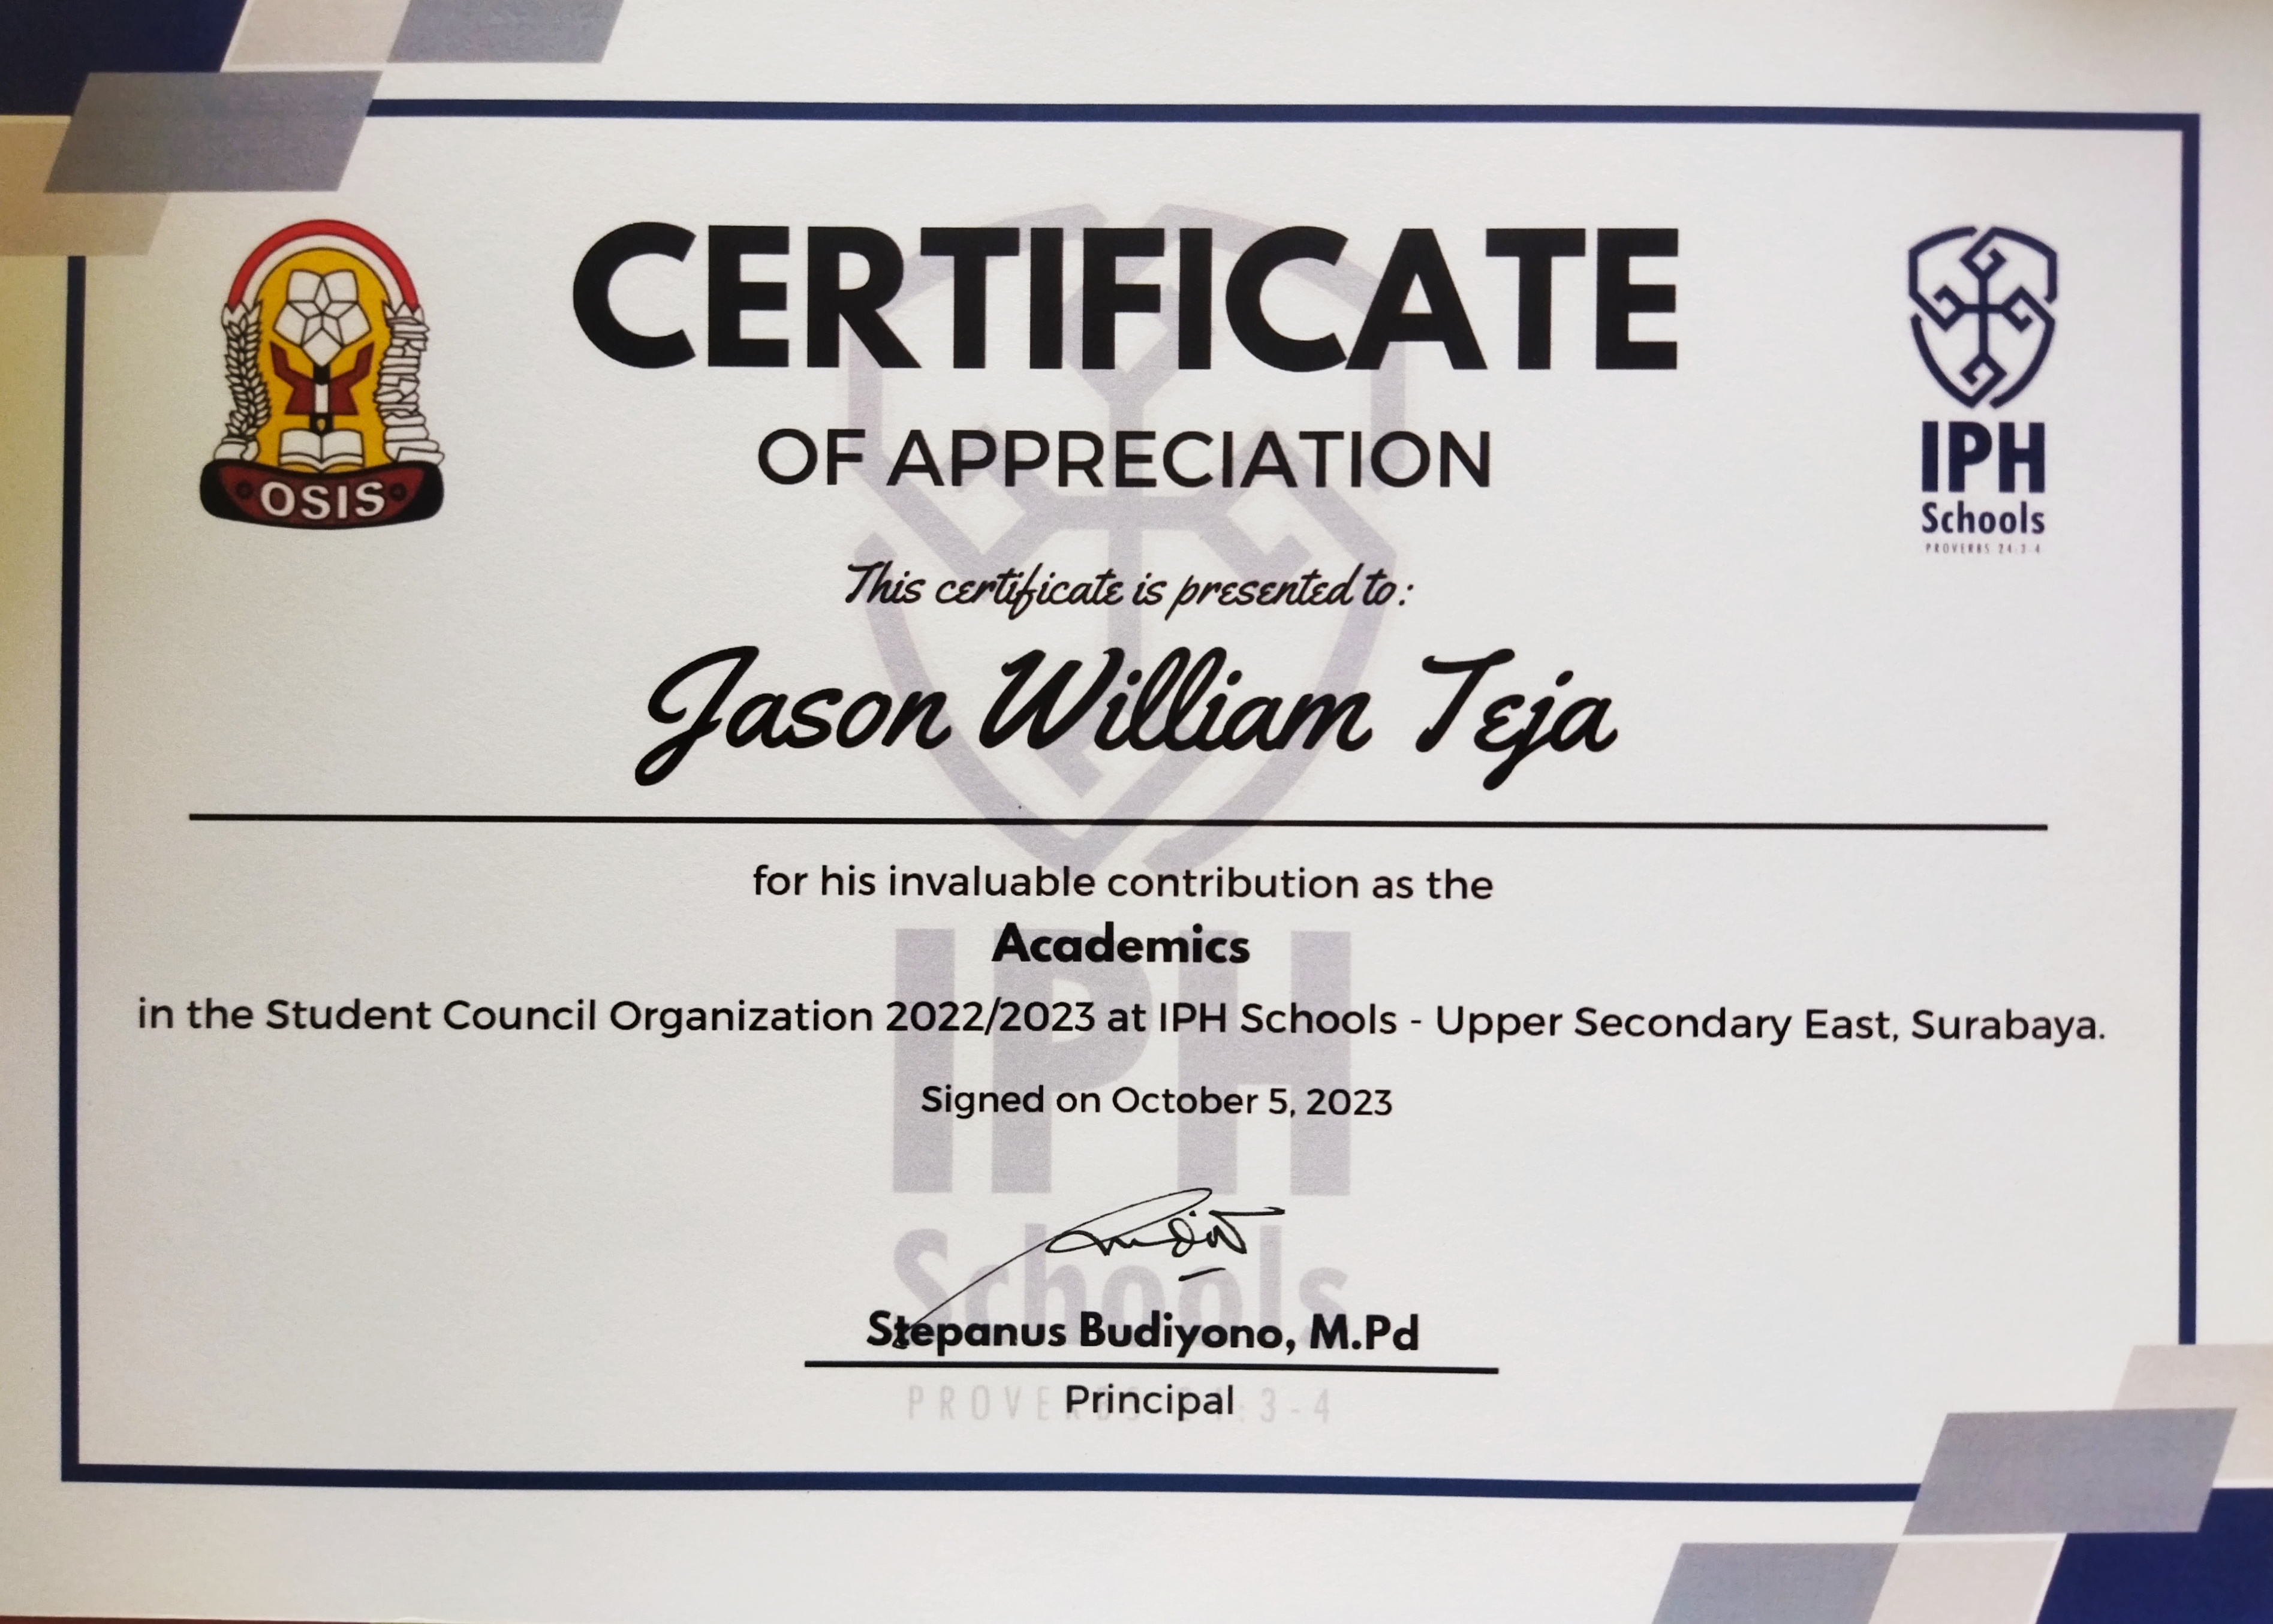 CERTIFICATE
OF APPRECIATION
OSIS
IPH
Schools
PROVERBS 24:3-4
This certificate is presented to:
Jason William Teja
for his invaluable contribution as the
Academics
in the Student Council Organization 2022/2023 at IPH Schools - Upper Secondary East, Surabaya.
Signed on October 5, 2023
IPH
Schools
Stepanus Budiyono, M.Pd
PROVERBS 24:3-4
Principal